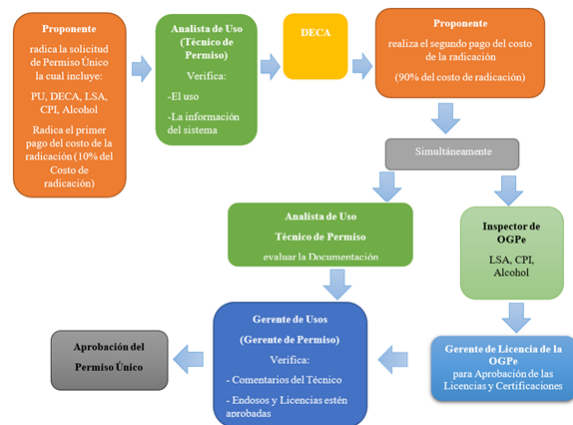 Proponente
radica la solicitud
de Permiso Único
la cual incluye:
PU, DECA, LSA,
CPI, Alcohol
Radica el primer
pago del costo de la
radicación (10% del
Costo de
radicación)
Analista de Uso
(Técnico de
Permiso)
Verifica:
-El uso
-La información
del sistema
DECA
Proponente
realiza el segundo pago del costo
de la radicación
(90% del costo de radicación)
Simultáneamente
Analista de Uso
Técnico de Permiso
evaluar la Documentación
Inspector de
OGPe
LSA, CPI,
Alcohol
Gerente de Licencia de la
OGPe
para Aprobación de las
Licencias y Certificaciones
Gerente de Usos
(Gerente de Permiso)
Verifica:
- Comentarios del Técnico
- Endosos y Licencias estén
aprobadas
Aprobación del
Permiso Único